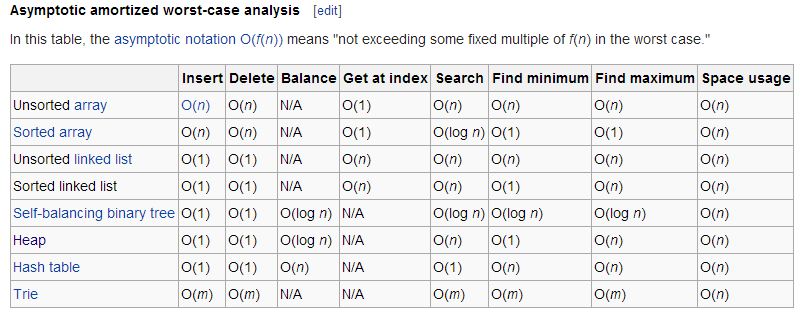 Asymptotic amortized worst-case analysis [edit]
In this table, the asymptotic notation O(f(n)) means "not exceeding some fixed multiple of f(n) in the worst case."
Insert Delete Balance Get at index Search Find minimum Find maximum Space usage
Unsorted array O(n) O(n) N/A O(1) O(n) O(n) O(n) O(n)
Sorted array O(n) O(n) N/A O(1) O(log n) O(1) O(1) O(n)
Unsorted linked list O(1) O(1) N/A O(n) O(n) O(n) O(n) O(n)
Sorted linked list O(1) O(1) N/A O(n) O(n) O(1) O(n) O(n)
Self-balancing binary tree O(1) O(1) O(log n) N/A O(log n) O(log n) O(log n) O(n)
Heap O(1) O(1) O(log n) N/A O(n) O(1) O(n) O(n)
Hash table O(1) O(1) O(n) N/A O(1) O(n) O(n) O(n)
Trie O(m) O(m) N/A N/A O(m) O(m) O(m) O(n)